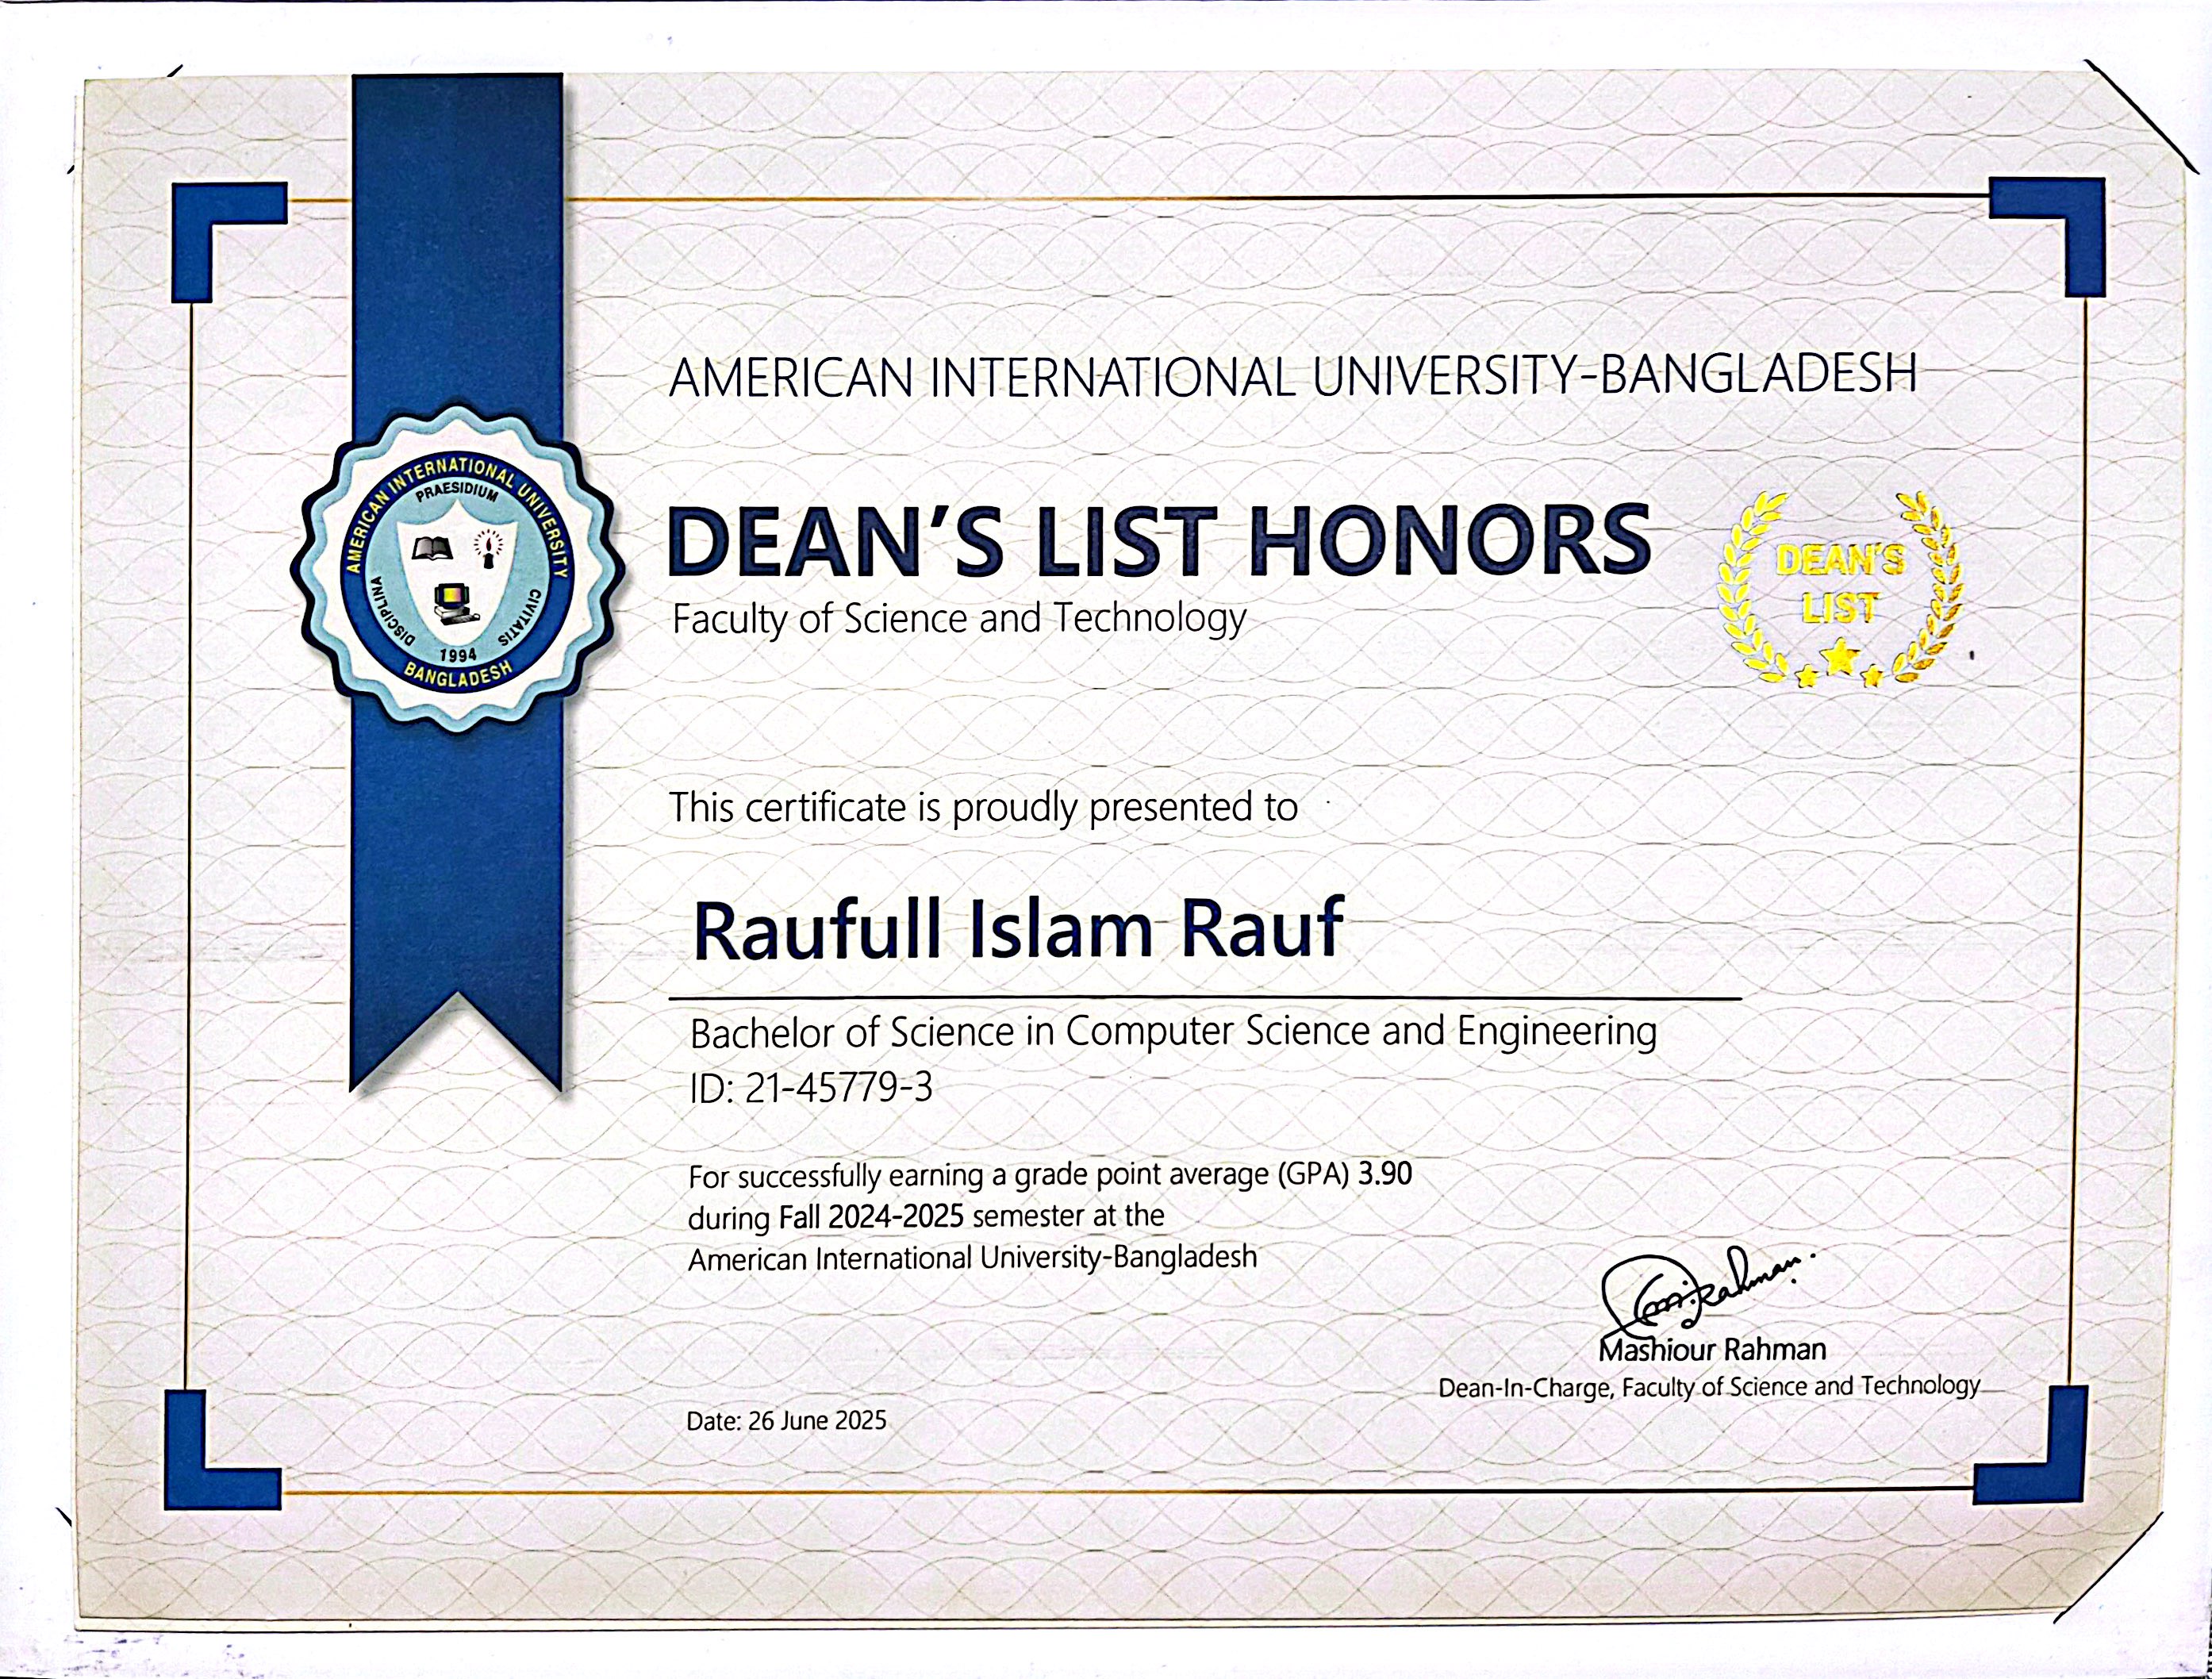 AMERICAN INTERNATIONAL UNIVERSITY-BANGLADESH
AMERICAN INTERNATIONAL UNIVERSITY
PRAESIDIUM
DISCIPLINA
CIVITATIS
1994
BANGLADESH
DEAN'S LIST HONORS
Faculty of Science and Technology
DEAN'S
LIST
This certificate is proudly presented to
Raufull Islam Rauf
Bachelor of Science in Computer Science and Engineering
ID: 21-45779-3
For successfully earning a grade point average (GPA) 3.90
during Fall 2024-2025 semester at the
American International University-Bangladesh
Mashiour Rahman
Dean-In-Charge, Faculty of Science and Technology
Date: 26 June 2025